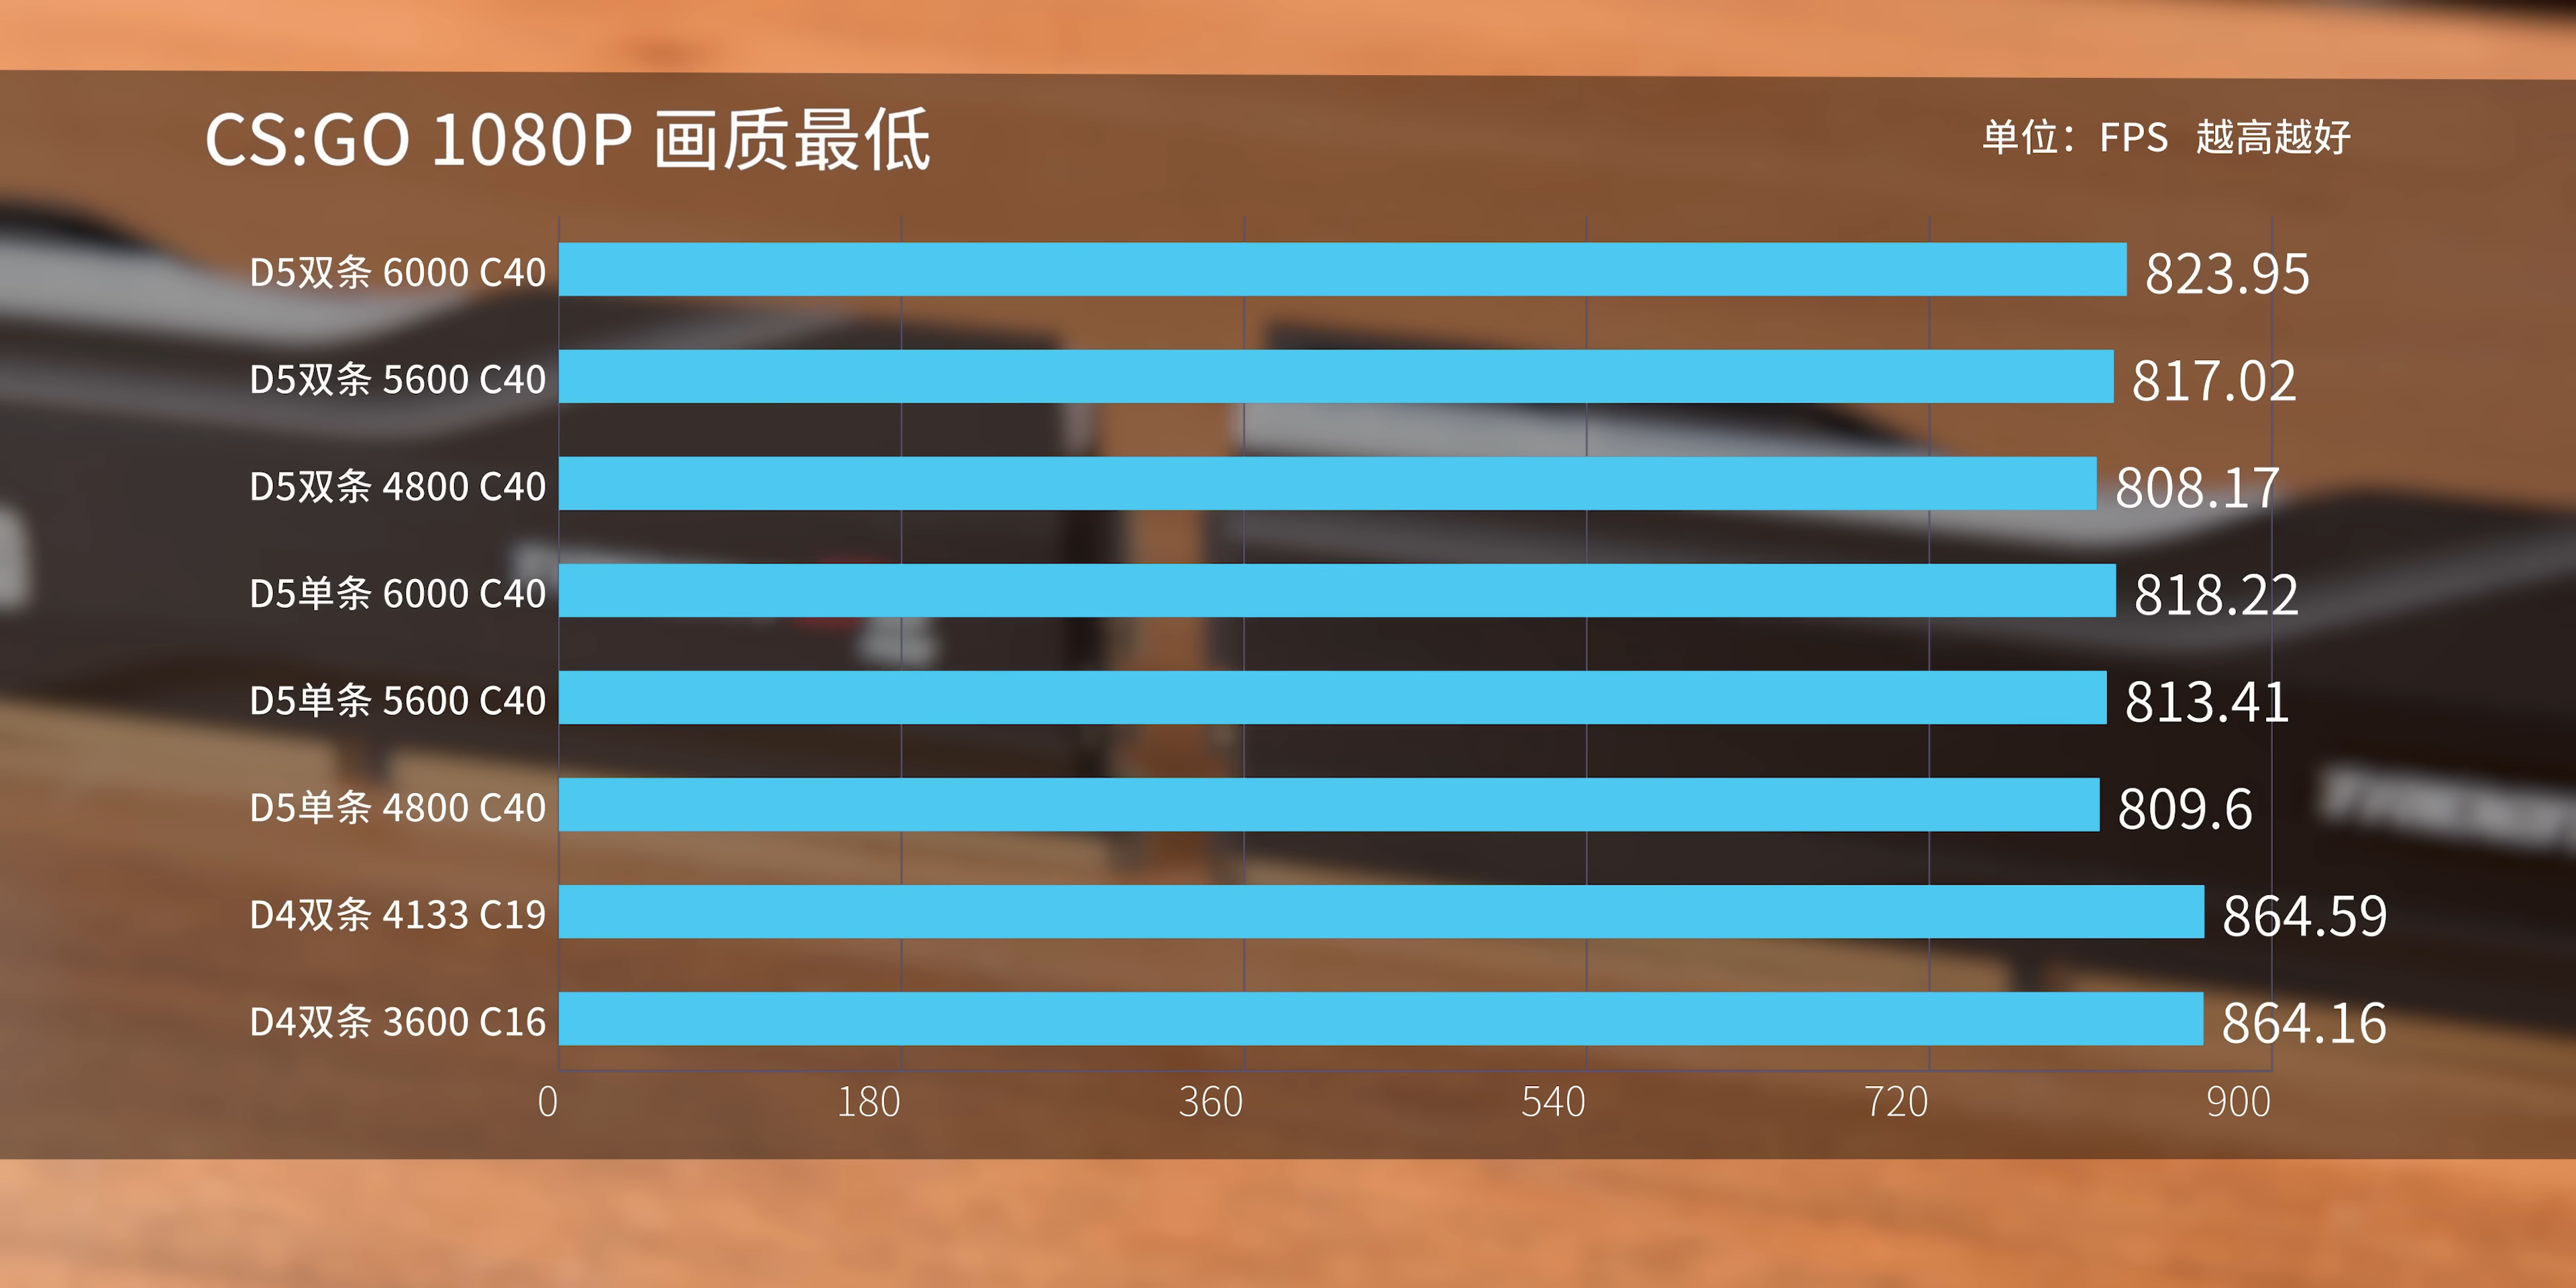 CS:GO 1080P 画质最低
单位：FPS 越高越好
D5双条 6000 C40 823.95
D5双条 5600 C40 817.02
D5双条 4800 C40 808.17
D5单条 6000 C40 818.22
D5单条 5600 C40 813.41
D5单条 4800 C40 809.6
D4双条 4133 C19 864.59
D4双条 3600 C16 864.16
0 180 360 540 720 900